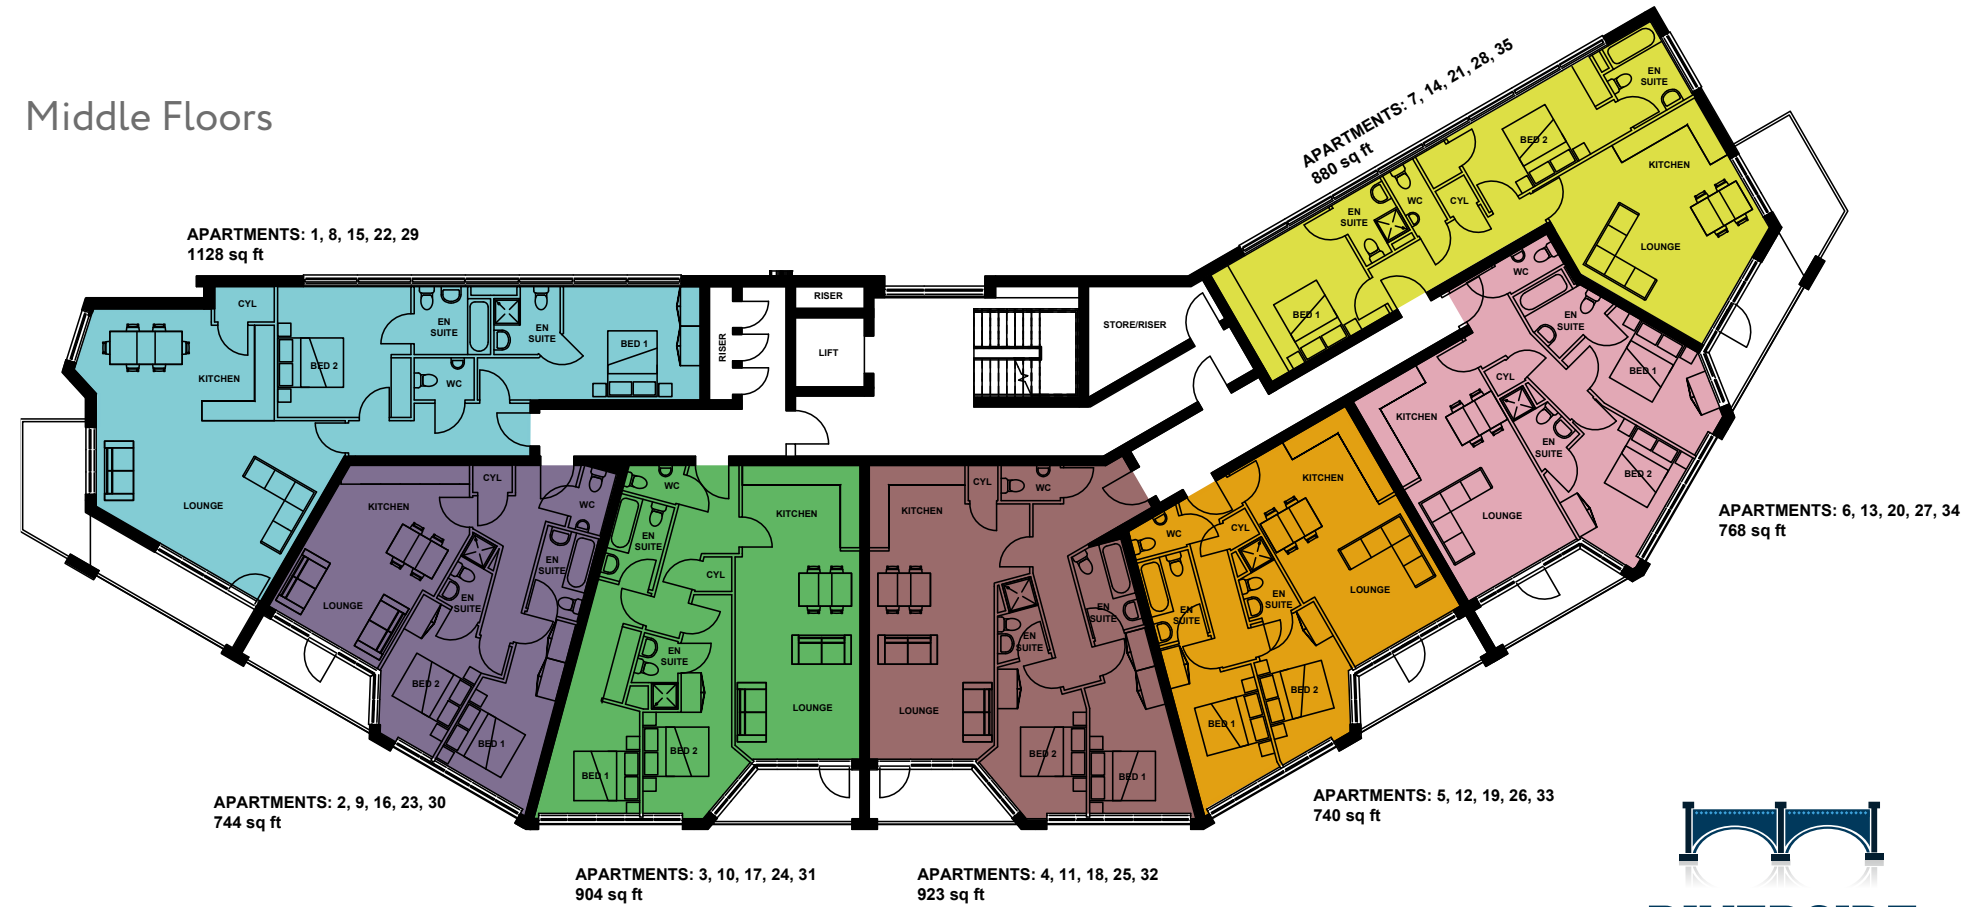 Middle Floors
APARTMENTS: 1, 8, 15, 22, 29
1128 sq ft
APARTMENTS: 7, 14, 21, 28, 35
880 sq ft
CYL
EN
SUITE
EN
SUITE
BED 2
BED 1
KITCHEN
WC
LOUNGE
RISER
RISER
LIFT
STORE/RISER
EN
SUITE
BED 2
KITCHEN
EN
SUITE
WC
CYL
LOUNGE
BED 1
WC
EN
SUITE
BED 1
CYL
KITCHEN
EN
SUITE
BED 2
LOUNGE
APARTMENTS: 6, 13, 20, 27, 34
768 sq ft
CYL
WC
KITCHEN
EN
SUITE
EN
SUITE
LOUNGE
BED 2
BED 1
APARTMENTS: 2, 9, 16, 23, 30
744 sq ft
WC
KITCHEN
EN
SUITE
CYL
EN
SUITE
LOUNGE
BED 2
BED 1
APARTMENTS: 3, 10, 17, 24, 31
904 sq ft
CYL
WC
KITCHEN
EN
SUITE
EN
SUITE
LOUNGE
BED 2
BED 1
APARTMENTS: 4, 11, 18, 25, 32
923 sq ft
KITCHEN
WC
CYL
EN
SUITE
EN
SUITE
LOUNGE
BED 2
BED 1
APARTMENTS: 5, 12, 19, 26, 33
740 sq ft
RIVERSIDE